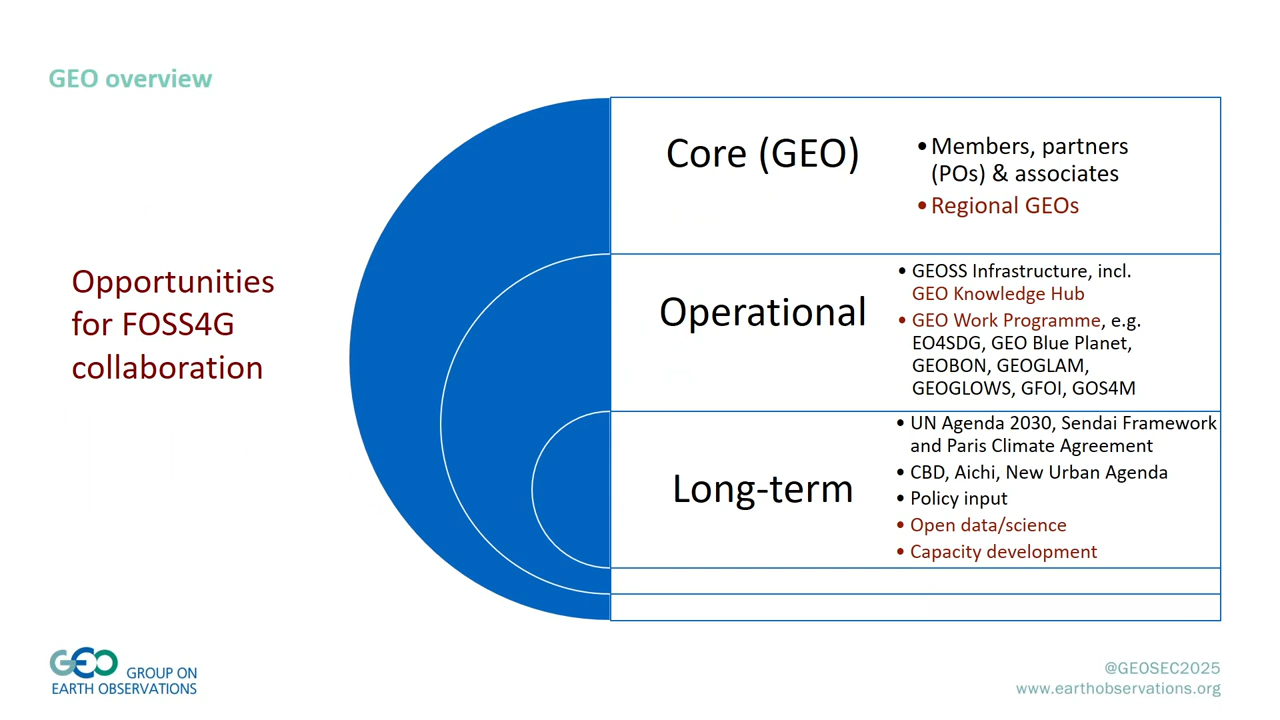 GEO overview
Opportunities
for FOSS4G
collaboration
Core (GEO)
• Members, partners
(POs) & associates
• Regional GEOs
Operational
• GEOSS Infrastructure, incl.
GEO Knowledge Hub
• GEO Work Programme, e.g.
EO4SDG, GEO Blue Planet,
GEOBON, GEOGLAM,
GEOGLOWS, GFOI, GOS4M
Long-term
• UN Agenda 2030, Sendai Framework
and Paris Climate Agreement
• CBD, Aichi, New Urban Agenda
• Policy input
• Open data/science
• Capacity development
GEO GROUP ON
EARTH OBSERVATIONS
@GEOSEC2025
www.earthobservations.org